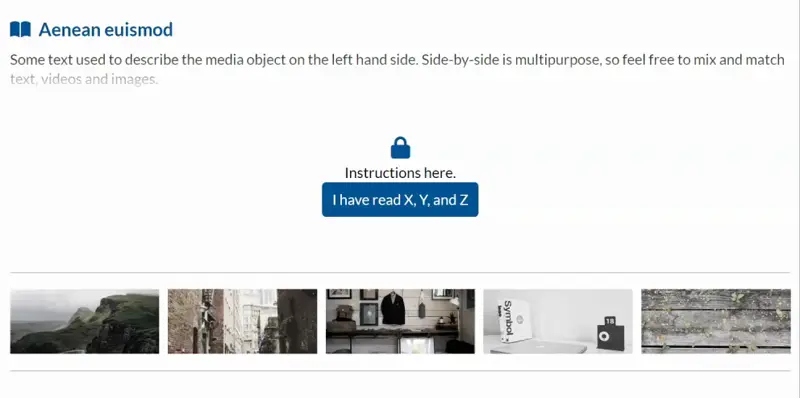 Aenean euismod
Some text used to describe the media object on the left hand side. Side-by-side is multipurpose, so feel free to mix and match
text, videos and images.
Instructions here.
I have read X, Y, and Z
Symbol
18